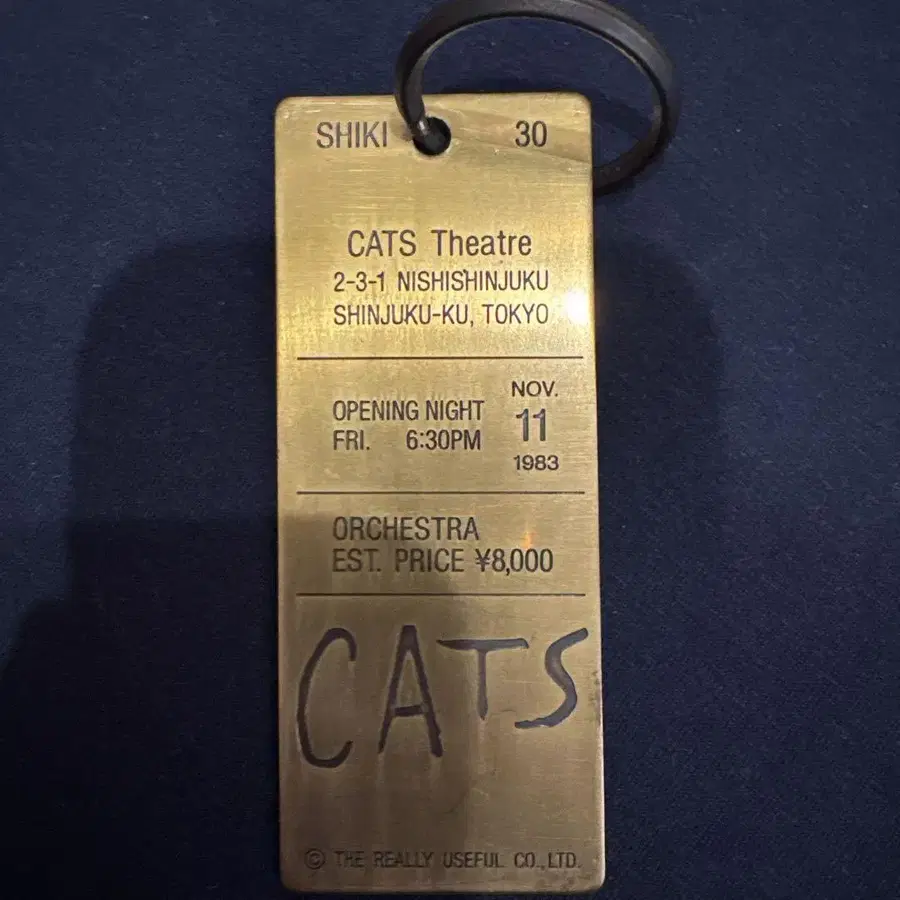 SHIKI 30
CATS Theatre
2-3-1 NISHISHINJUKU
SHINJUKU-KU, TOKYO
OPENING NIGHT
FRI. 6:30PM
NOV.
11
1983
ORCHESTRA
EST. PRICE ¥8,000
CATS
© THE REALLY USEFUL CO., LTD.